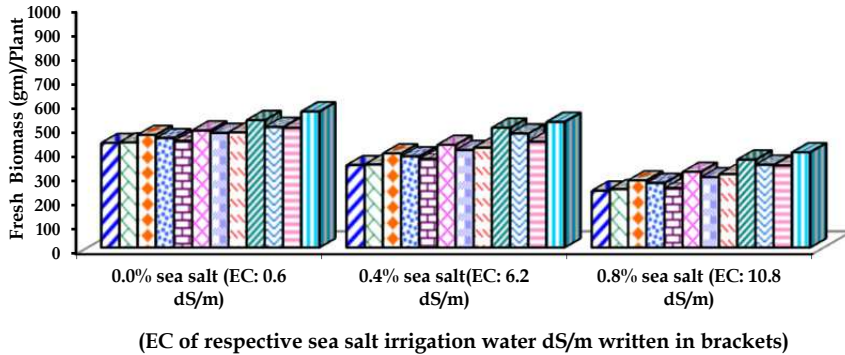 Fresh Biomass (gm)/Plant
1000
900
800
700
600
500
400
300
200
100
0
0.0% sea salt (EC: 0.6 dS/m)
0.4% sea salt(EC: 6.2 dS/m)
0.8% sea salt (EC: 10.8 dS/m)
(EC of respective sea salt irrigation water dS/m written in brackets)